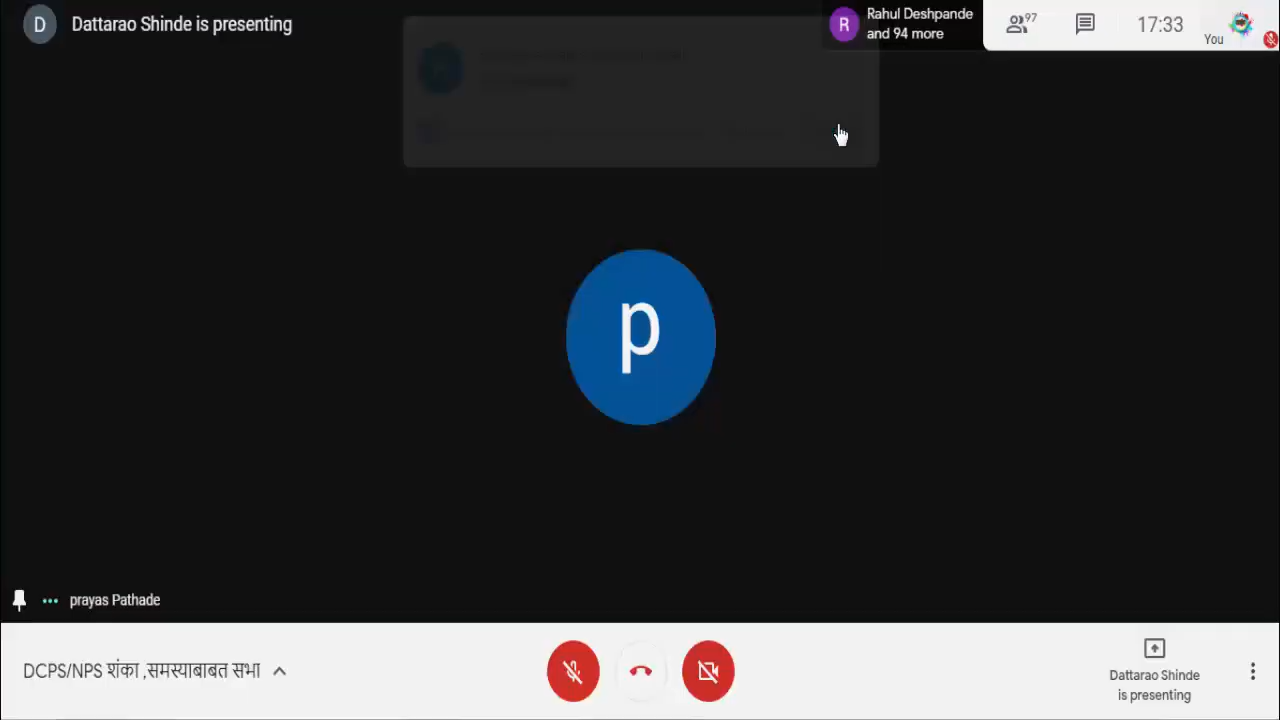 D
Dattarao Shinde is presenting
R
Rahul Deshpande
and 94 more
97
17:33
You
p
prayas Pathade
DCPS/NPS शंका ,समस्याबाबत सभा
Dattarao Shinde
is presenting